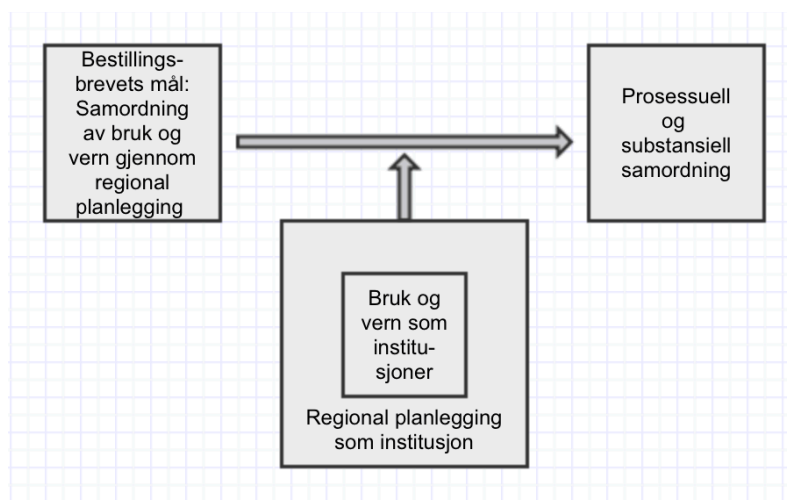 Bestillings-
brevets mål:
Samordning
av bruk og
vern gjennom
regional
planlegging
Prosessuell
og
substansiell
samordning
Bruk og
vern som
institu-
sjoner
Regional planlegging
som institusjon